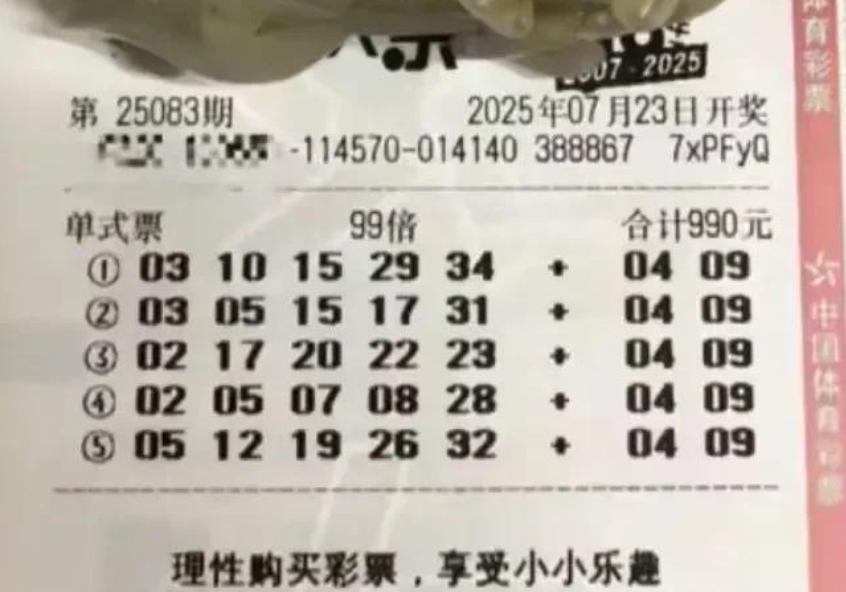 2007-2025
第 25083期 2025年07月23日开奖
-114570-014140 388867 7xPFyQ
单式票 99倍 合计990元
① 03 10 15 29 34 + 04 09
② 03 05 15 17 31 + 04 09
③ 02 17 20 22 23 + 04 09
④ 02 05 07 08 28 + 04 09
⑤ 05 12 19 26 32 + 04 09
理性购买彩票，享受小小乐趣
体育彩票
中国体育彩票